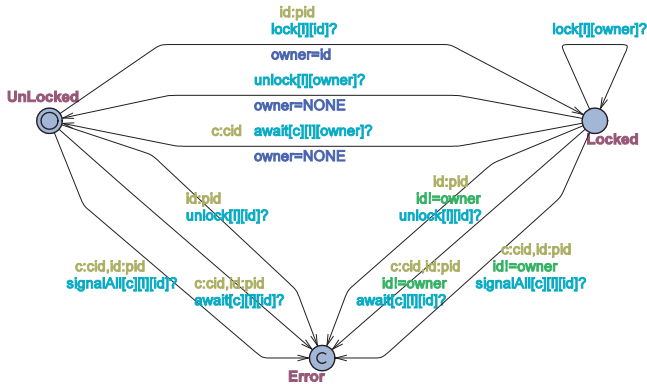 id:pid
lock[l][id]?
owner=id
lock[l][owner]?
unlock[l][owner]?
owner=NONE
UnLocked
c:cid await[c][l][owner]?
owner=NONE
Locked
id:pid
unlock[l][id]?
id:pid
id!=owner
unlock[l][id]?
c:cid,id:pid
signalAll[c][l][id]?
c:cid,id:pid
await[c][l][id]?
c:cid,id:pid
id!=owner
await[c][l][id]?
c:cid,id:pid
id!=owner
signalAll[c][l][id]?
C
Error